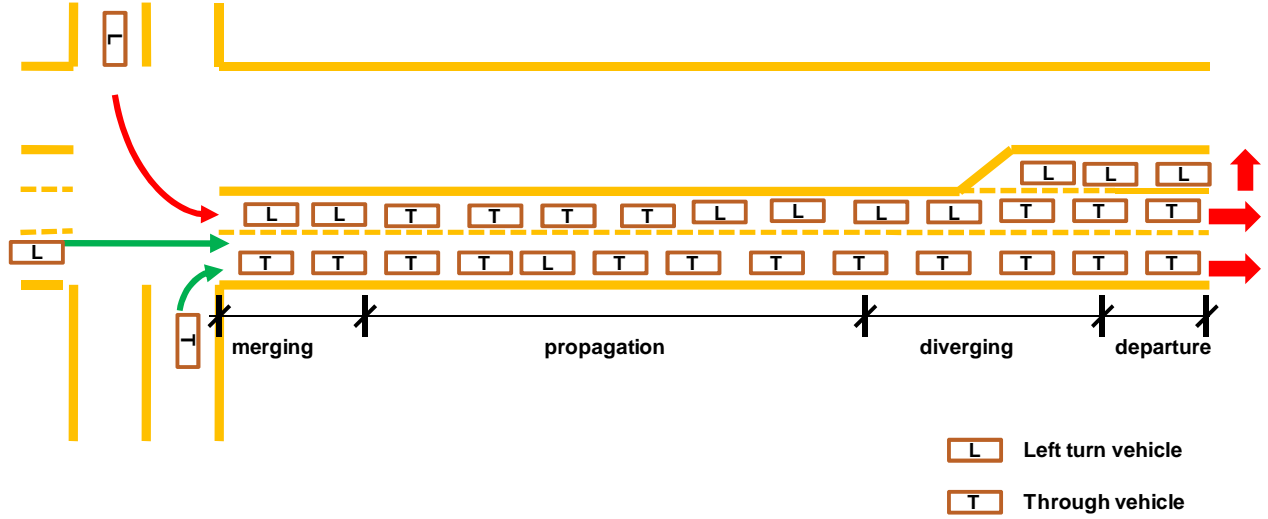 L
L L L
L L T T T T L L L L T T T
L
T T T T L T T T T T T T T
T
merging propagation diverging departure
L Left turn vehicle
T Through vehicle